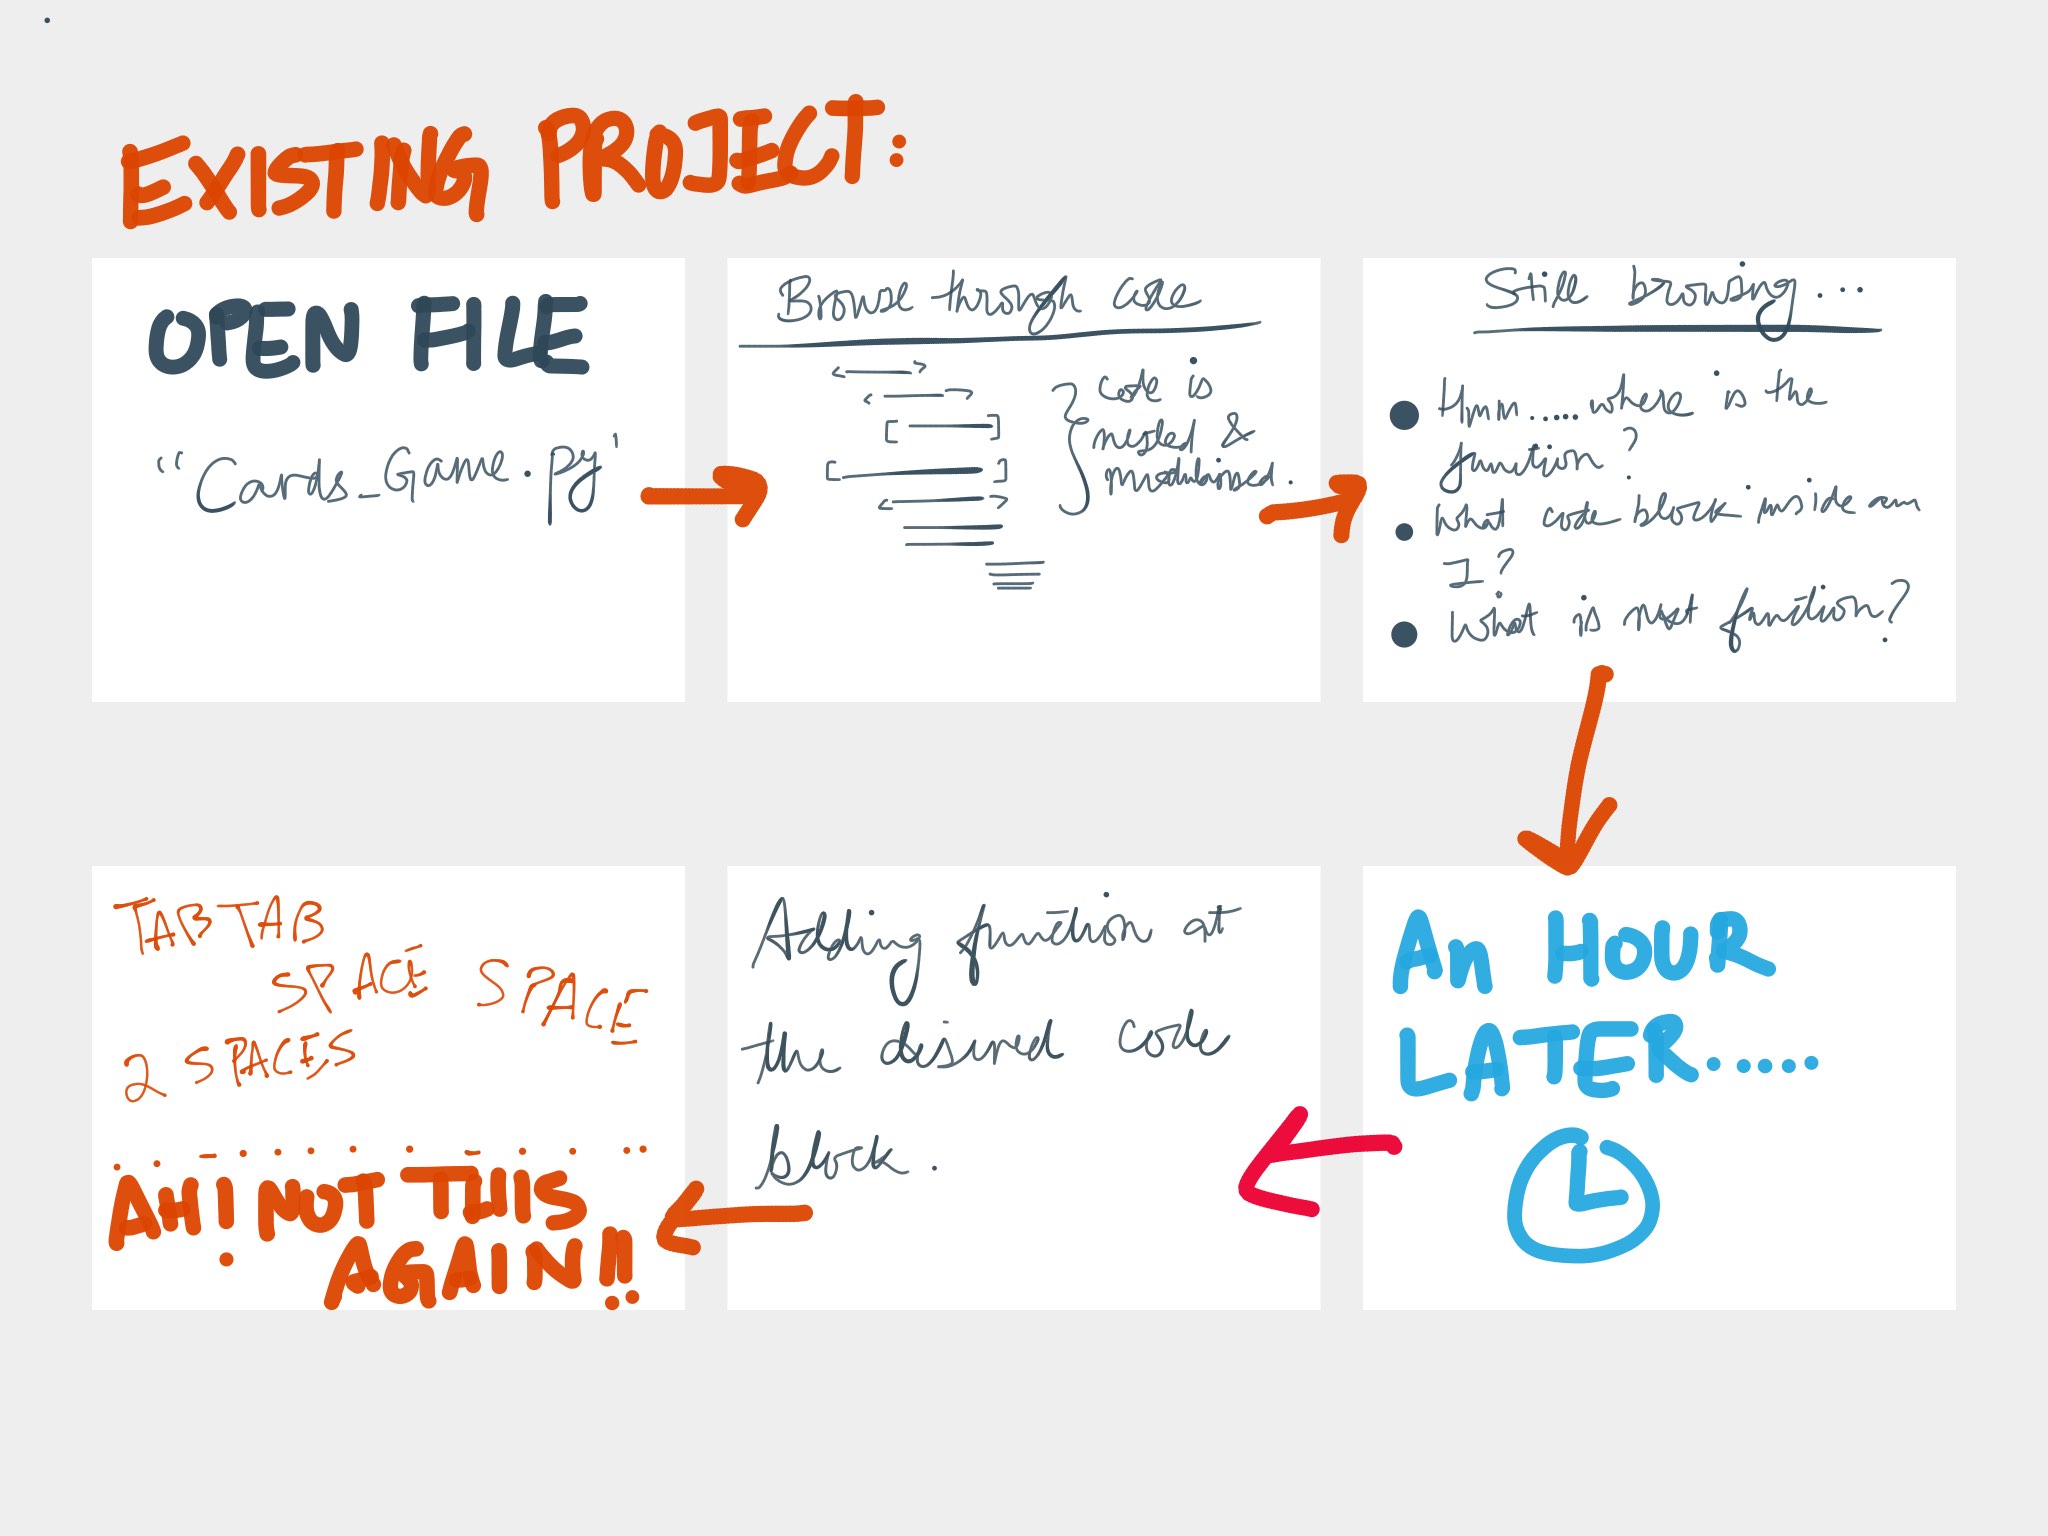 EXISTING PROJECT:
OPEN FILE
"Cards_Game.py'
Browse through code
code is
nested &
modularised.
Still browsing...
Hmm.....where is the
function?
What code block inside am
I?
What is next function?
An HOUR
LATER.....
Adding function at
the desired code
block.
TAB TAB
SPACE SPACE
2 SPACES
AH! NOT THIS
AGAIN!!